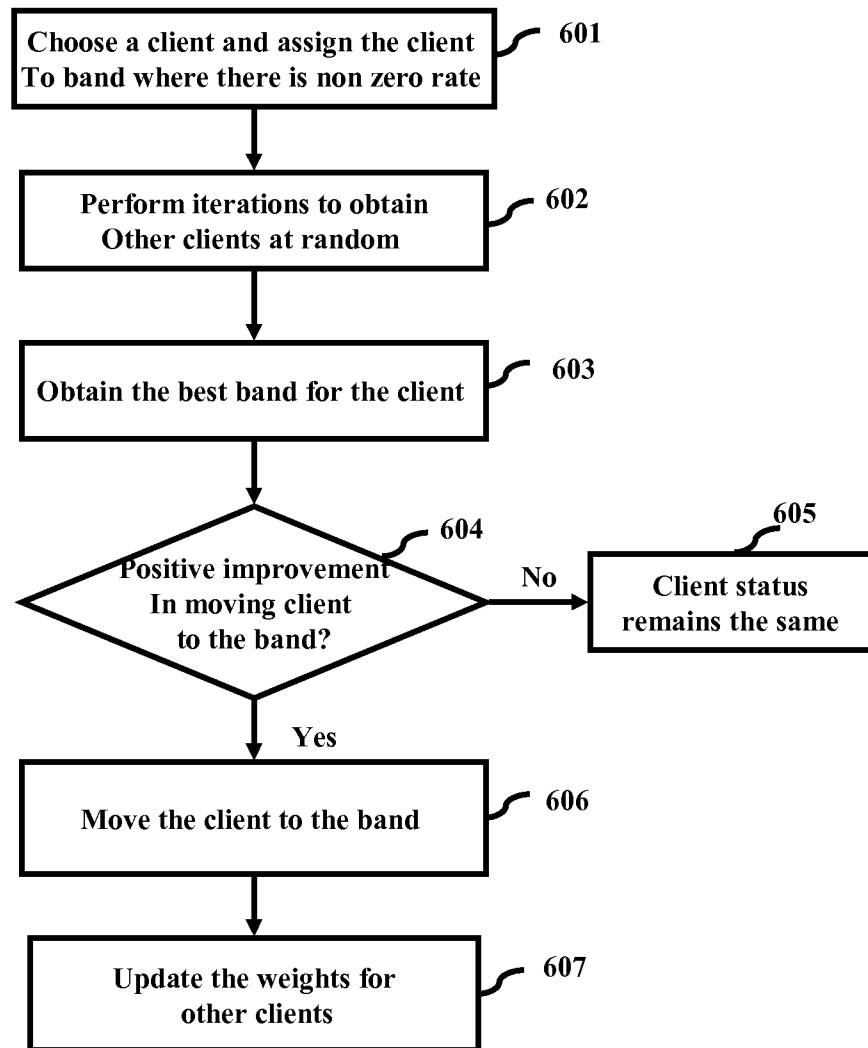 Choose a client and assign the client
To band where there is non zero rate
601
Perform iterations to obtain
Other clients at random
602
Obtain the best band for the client
603
Positive improvement
In moving client
to the band?
604
No
605
Client status
remains the same
Yes
Move the client to the band
606
Update the weights for
other clients
607